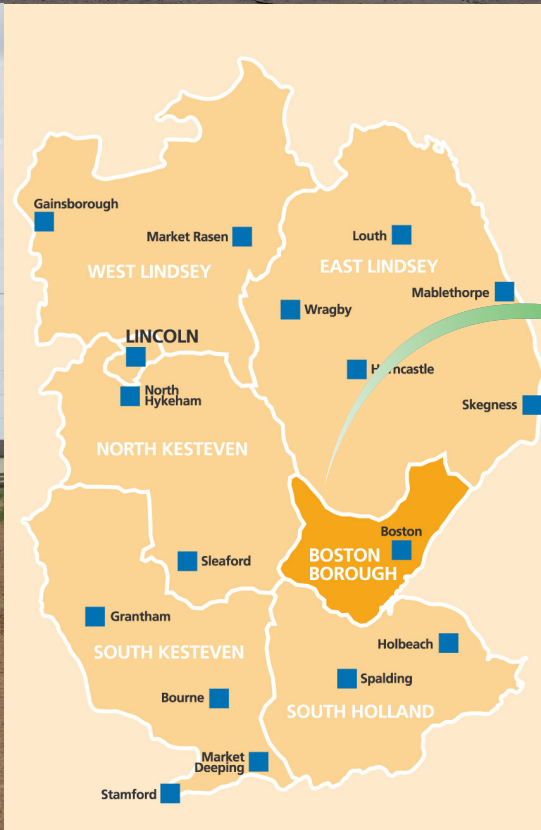 Gainsborough
Market Rasen
Louth
WEST LINDSEY
EAST LINDSEY
Mablethorpe
Wragby
LINCOLN
Horncastle
North
Hykeham
Skegness
NORTH KESTEVEN
Boston
BOSTON
BOROUGH
Sleaford
Grantham
Holbeach
SOUTH KESTEVEN
Spalding
Bourne
SOUTH HOLLAND
Market
Deeping
Stamford